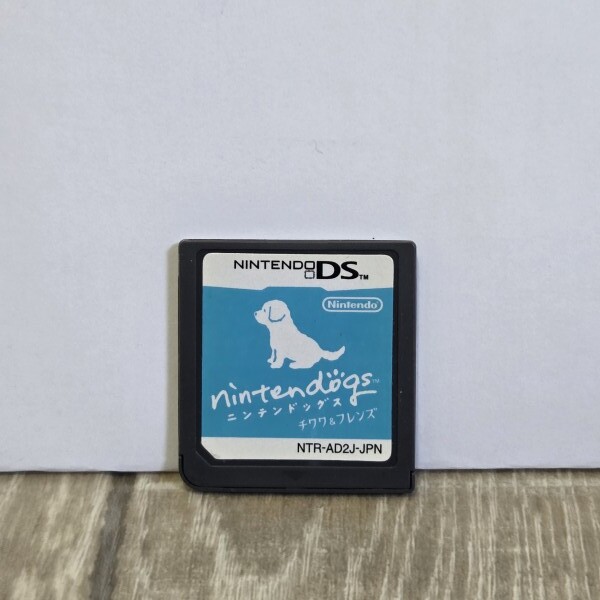 NINTENDO DS™
Nintendo
nintendogs™
ニンテンドッグス
チワワ&フレンズ
NTR-AD2J-JPN